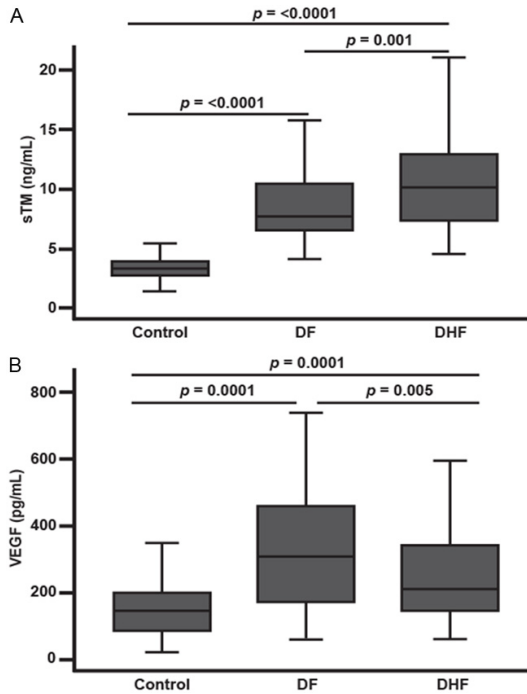 A
p = <0.0001
p = 0.001
p = <0.0001
sTM (ng/mL)
20
15
10
5
0
Control DF DHF
B
p = 0.0001
p = 0.0001 p = 0.005
VEGF (pg/mL)
800
600
400
200
0
Control DF DHF